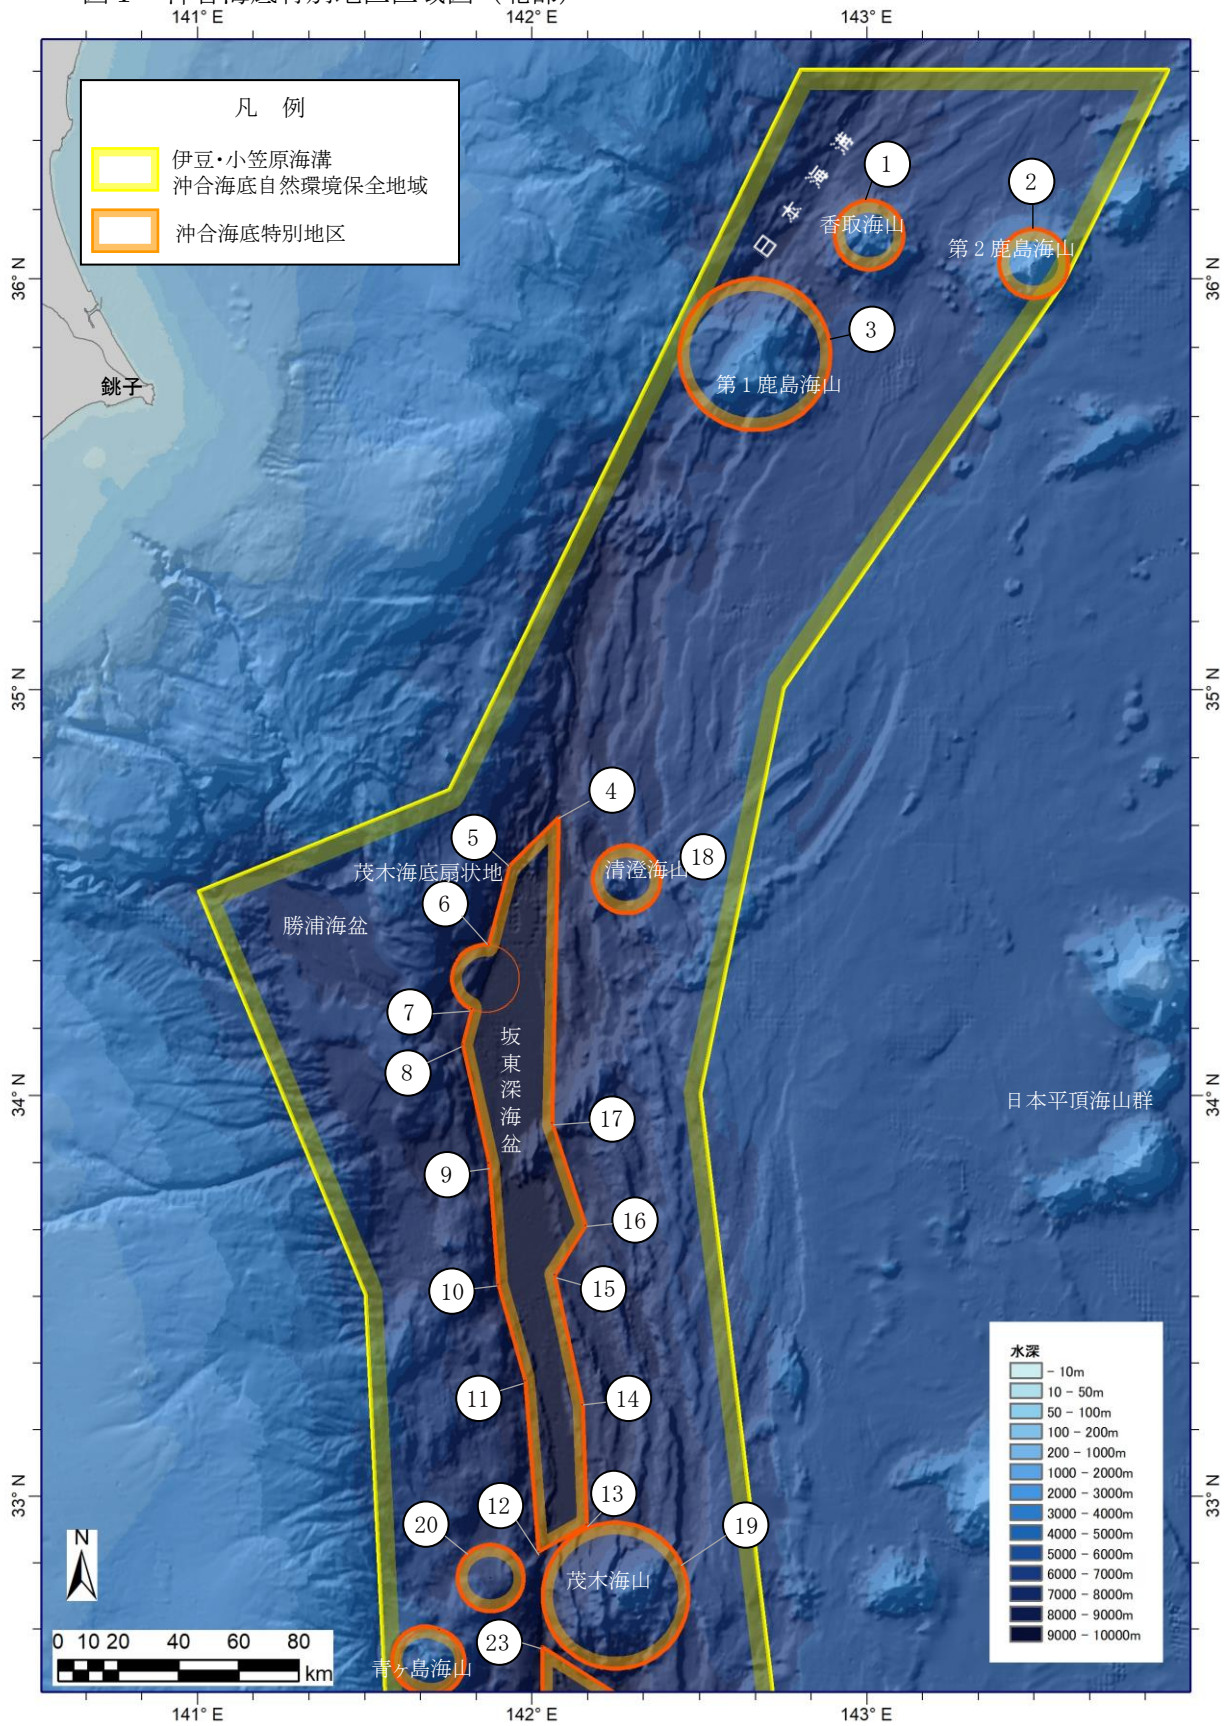 141° E
142° E
143° E
凡 例
伊豆・小笠原海溝
沖合海底自然環境保全地域
沖合海底特別地区
日本海溝
1
香取海山
2
第２鹿島海山
36° N
36° N
3
第１鹿島海山
銚子
35° N
35° N
4
5
茂木海底扇状地
清澄海山
18
6
勝浦海盆
7
坂東深海盆
8
34° N
34° N
日本平頂海山群
17
9
16
10
15
11
14
水深
- 10m
10 - 50m
50 - 100m
100 - 200m
200 - 1000m
1000 - 2000m
2000 - 3000m
3000 - 4000m
4000 - 5000m
5000 - 6000m
6000 - 7000m
7000 - 8000m
8000 - 9000m
9000 - 10000m
33° N
33° N
12
13
20
19
茂木海山
N
23
青ヶ島海山
0 10 20 40 60 80
km
141° E
142° E
143° E